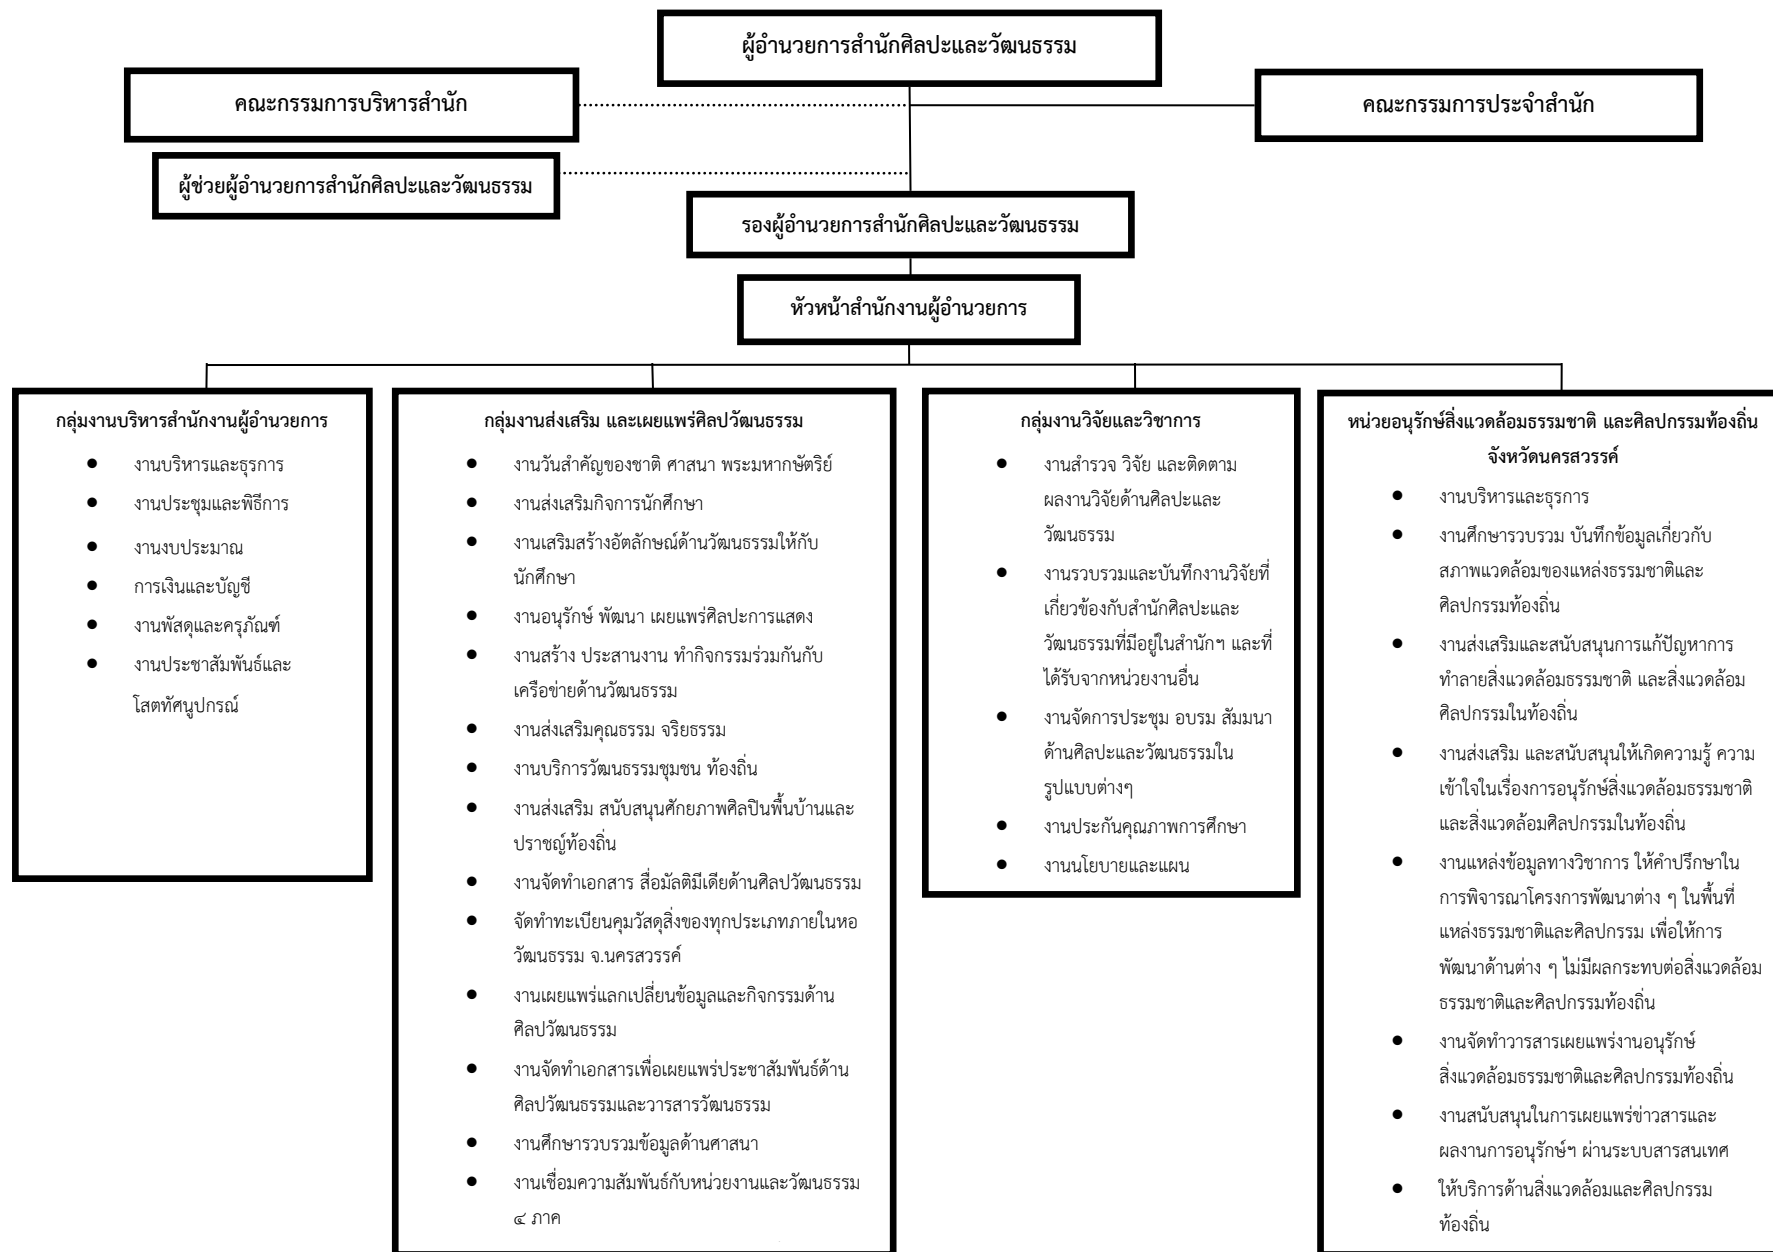 ผู้อำนวยการสำนักศิลปะและวัฒนธรรม
คณะกรรมการบริหารสำนัก
คณะกรรมการประจำสำนัก
ผู้ช่วยผู้อำนวยการสำนักศิลปะและวัฒนธรรม
รองผู้อำนวยการสำนักศิลปะและวัฒนธรรม
หัวหน้าสำนักงานผู้อำนวยการ
กลุ่มงานบริหารสำนักงานผู้อำนวยการ
● งานบริหารและธุรการ
● งานประชุมและพิธีการ
● งานงบประมาณ
● การเงินและบัญชี
● งานพัสดุและครุภัณฑ์
● งานประชาสัมพันธ์และ
โสตทัศนูปกรณ์
กลุ่มงานส่งเสริม และเผยแพร่ศิลปวัฒนธรรม
● งานวันสำคัญของชาติ ศาสนา พระมหากษัตริย์
● งานส่งเสริมกิจการนักศึกษา
● งานเสริมสร้างอัตลักษณ์ด้านวัฒนธรรมให้กับ
นักศึกษา
● งานอนุรักษ์ พัฒนา เผยแพร่ศิลปะการแสดง
● งานสร้าง ประสานงาน ทำกิจกรรมร่วมกันกับ
เครือข่ายด้านวัฒนธรรม
● งานส่งเสริมคุณธรรม จริยธรรม
● งานบริการวัฒนธรรมชุมชน ท้องถิ่น
● งานส่งเสริม สนับสนุนศักยภาพศิลปินพื้นบ้านและ
ปราชญ์ท้องถิ่น
● งานจัดทำเอกสาร สื่อมัลติมีเดียด้านศิลปวัฒนธรรม
● จัดทำทะเบียนคุมวัสดุสิ่งของทุกประเภทภายในหอ
วัฒนธรรม จ.นครสวรรค์
● งานเผยแพร่แลกเปลี่ยนข้อมูลและกิจกรรมด้าน
ศิลปวัฒนธรรม
● งานจัดทำเอกสารเพื่อเผยแพร่ประชาสัมพันธ์ด้าน
ศิลปวัฒนธรรมและวารสารวัฒนธรรม
● งานศึกษารวบรวมข้อมูลด้านศาสนา
● งานเชื่อมความสัมพันธ์กับหน่วยงานและวัฒนธรรม
๔ ภาค
กลุ่มงานวิจัยและวิชาการ
● งานสำรวจ วิจัย และติดตาม
ผลงานวิจัยด้านศิลปะและ
วัฒนธรรม
● งานรวบรวมและบันทึกงานวิจัยที่
เกี่ยวข้องกับสำนักศิลปะและ
วัฒนธรรมที่มีอยู่ในสำนักฯ และที่
ได้รับจากหน่วยงานอื่น
● งานจัดการประชุม อบรม สัมมนา
ด้านศิลปะและวัฒนธรรมใน
รูปแบบต่างๆ
● งานประกันคุณภาพการศึกษา
● งานนโยบายและแผน
หน่วยอนุรักษ์สิ่งแวดล้อมธรรมชาติ และศิลปกรรมท้องถิ่น
จังหวัดนครสวรรค์
● งานบริหารและธุรการ
● งานศึกษารวบรวม บันทึกข้อมูลเกี่ยวกับ
สภาพแวดล้อมของแหล่งธรรมชาติและ
ศิลปกรรมท้องถิ่น
● งานส่งเสริมและสนับสนุนการแก้ปัญหาการ
ทำลายสิ่งแวดล้อมธรรมชาติ และสิ่งแวดล้อม
ศิลปกรรมในท้องถิ่น
● งานส่งเสริม และสนับสนุนให้เกิดความรู้ ความ
เข้าใจในเรื่องการอนุรักษ์สิ่งแวดล้อมธรรมชาติ
และสิ่งแวดล้อมศิลปกรรมในท้องถิ่น
● งานแหล่งข้อมูลทางวิชาการ ให้คำปรึกษาใน
การพิจารณาโครงการพัฒนาต่าง ๆ ในพื้นที่
แหล่งธรรมชาติและศิลปกรรม เพื่อให้การ
พัฒนาด้านต่าง ๆ ไม่มีผลกระทบต่อสิ่งแวดล้อม
ธรรมชาติและศิลปกรรมท้องถิ่น
● งานจัดทำวารสารเผยแพร่งานอนุรักษ์
สิ่งแวดล้อมธรรมชาติและศิลปกรรมท้องถิ่น
● งานสนับสนุนในการเผยแพร่ข่าวสารและ
ผลงานการอนุรักษ์ฯ ผ่านระบบสารสนเทศ
● ให้บริการด้านสิ่งแวดล้อมและศิลปกรรม
ท้องถิ่น